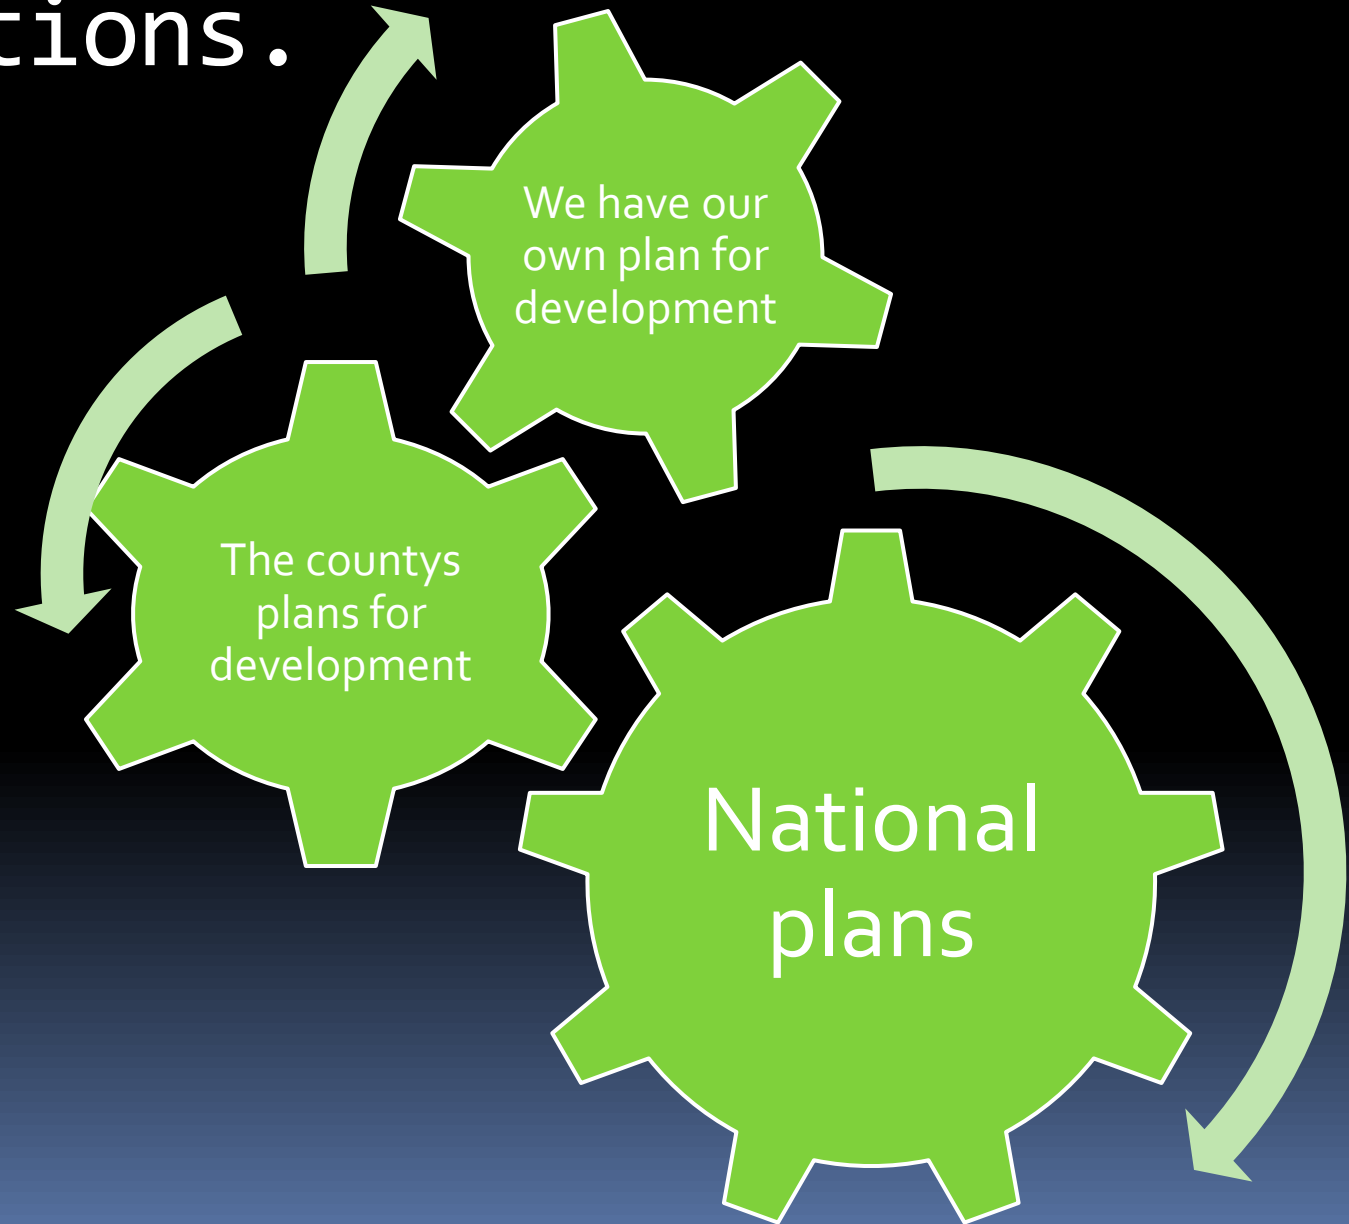 tions.
We have our
own plan for
development
The countys
plans for
development
National
plans